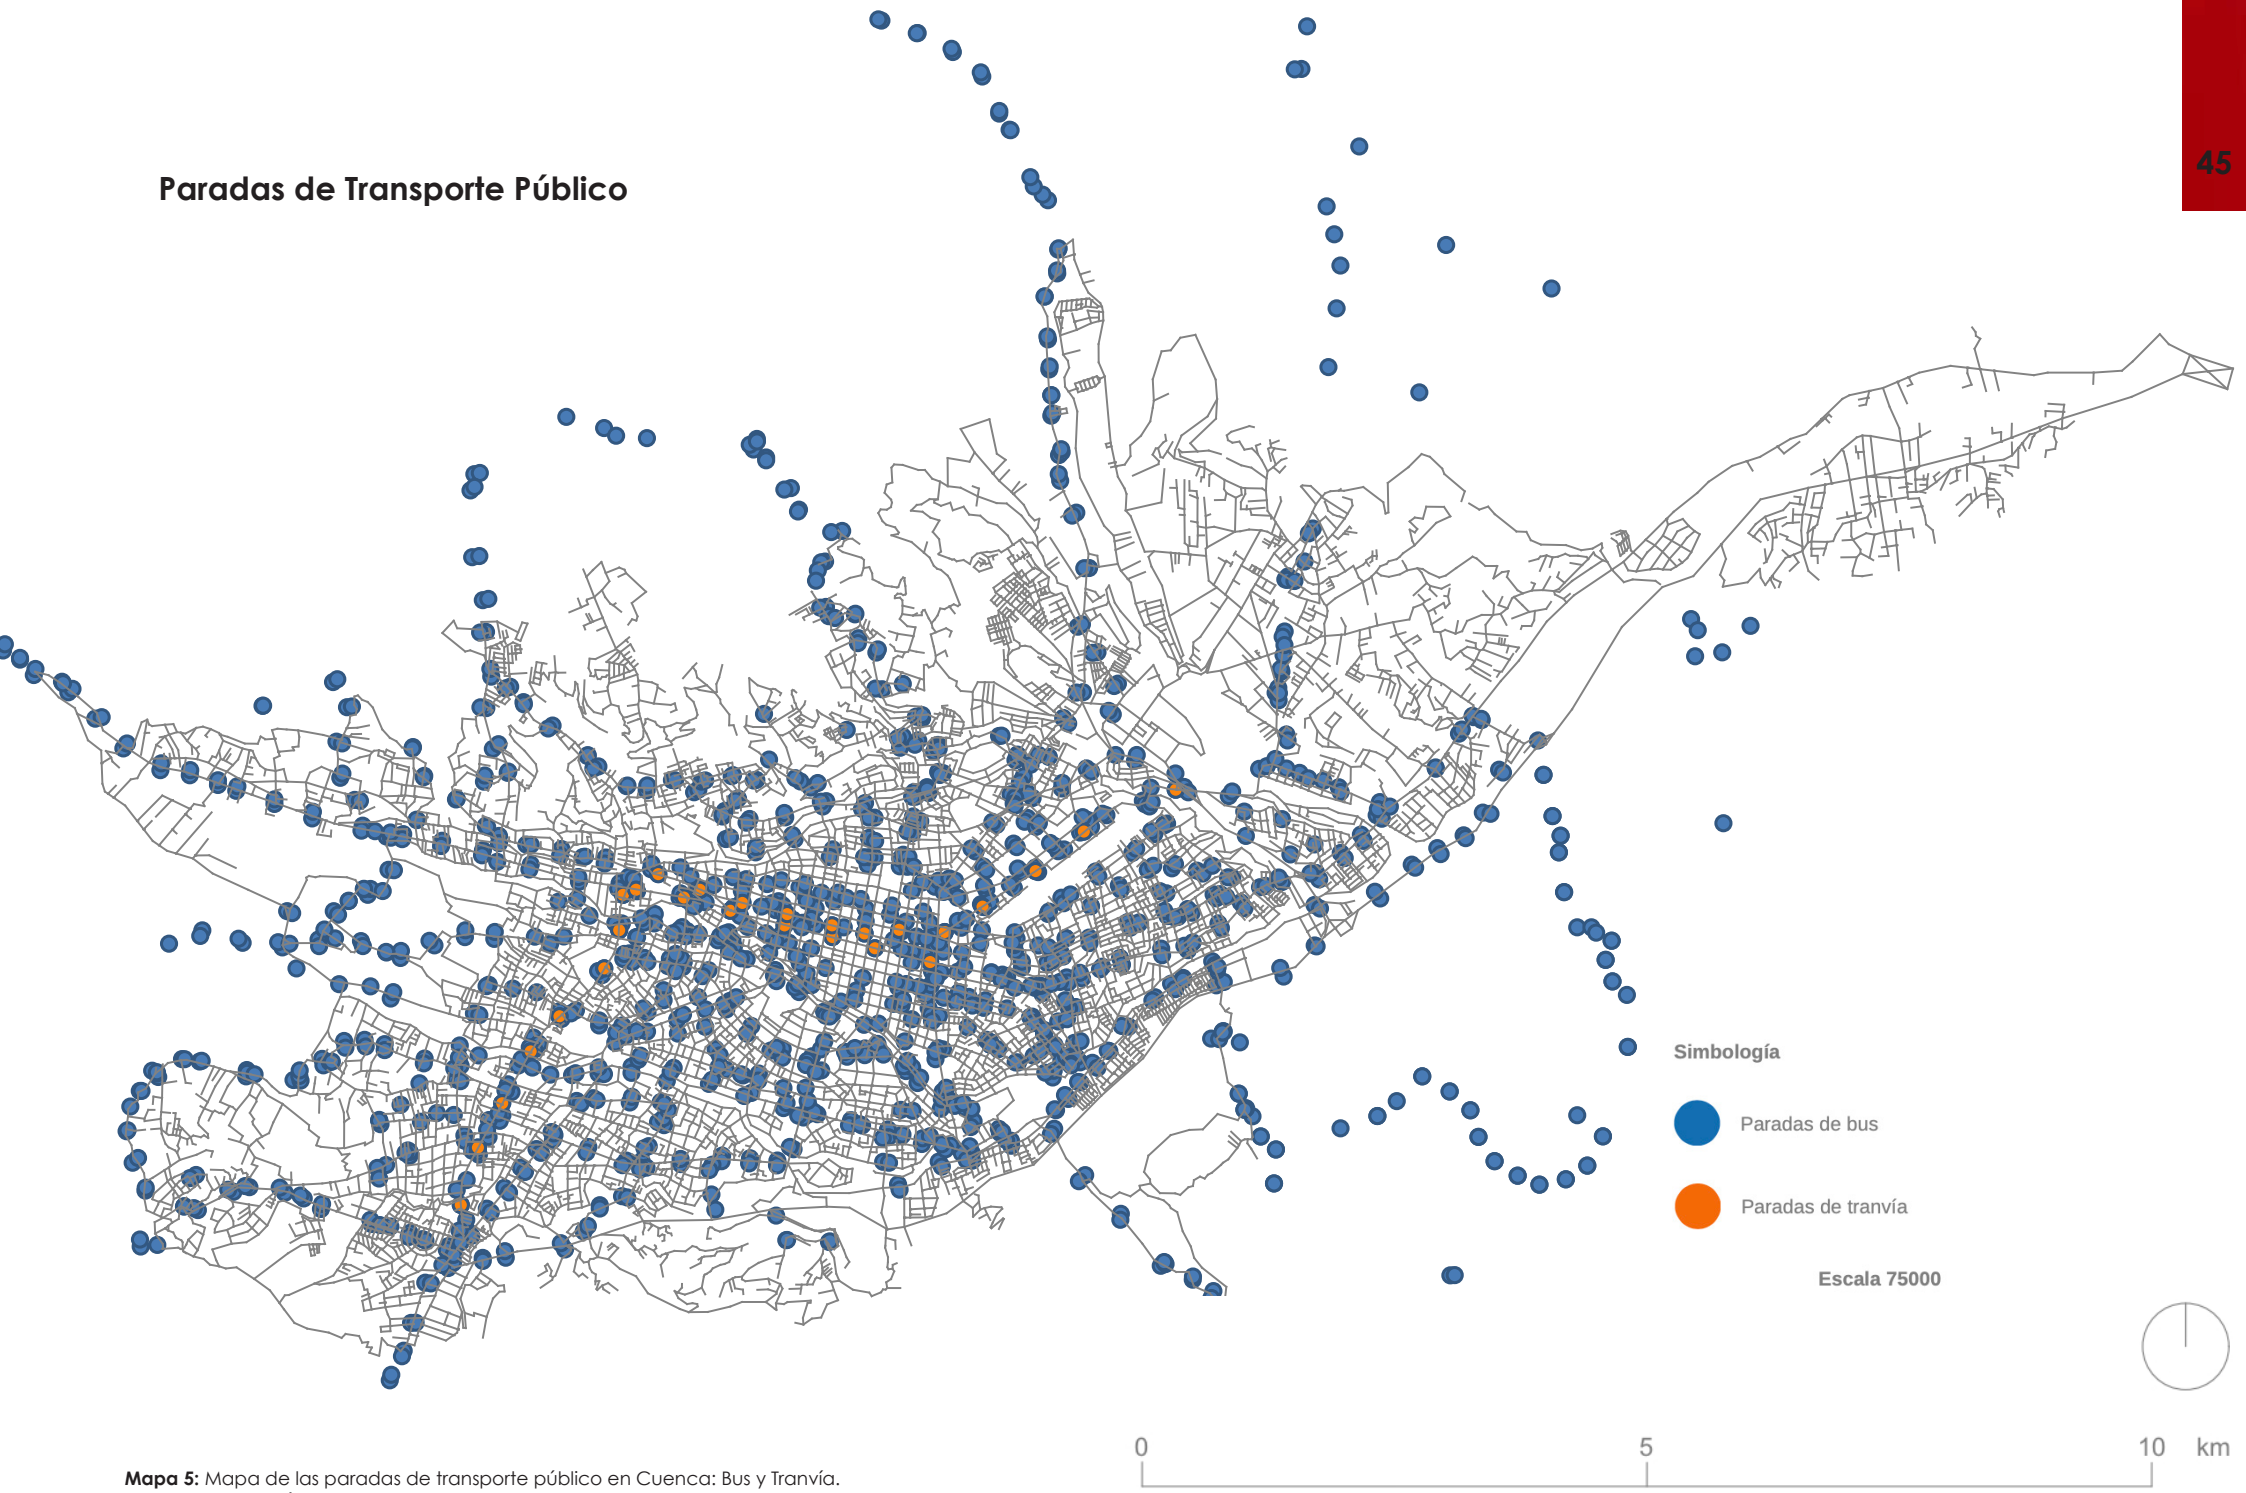 45
Paradas de Transporte Público
Simbología
Paradas de bus
Paradas de tranvía
Escala 75000
0 5 10 km
Mapa 5: Mapa de las paradas de transporte público en Cuenca: Bus y Tranvía.